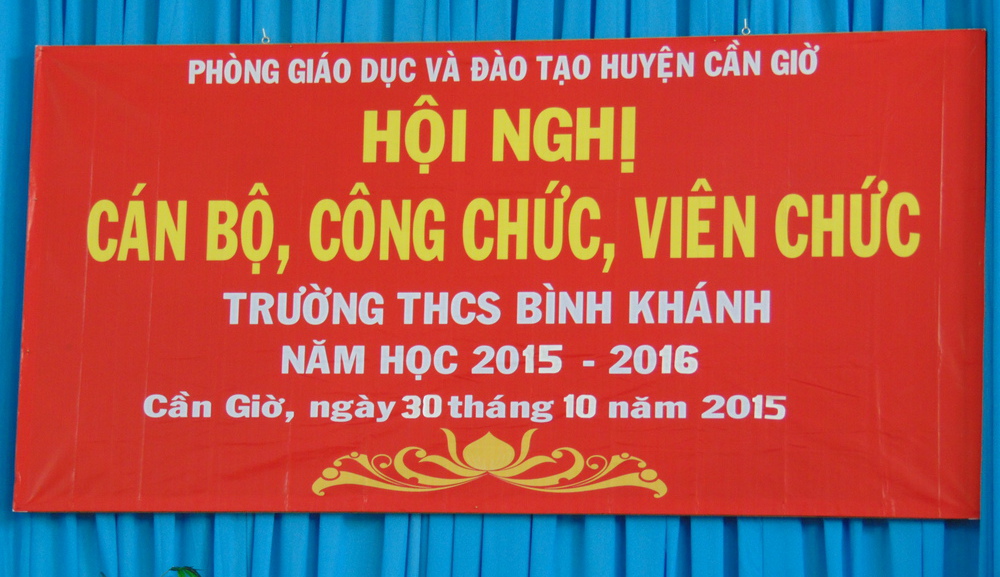 PHÒNG GIÁO DỤC VÀ ĐÀO TẠO HUYỆN CẦN GIỜ
HỘI NGHỊ
CÁN BỘ, CÔNG CHỨC, VIÊN CHỨC
TRƯỜNG THCS BÌNH KHÁNH
NĂM HỌC 2015 - 2016
Cần Giờ, ngày 30 tháng 10 năm 2015